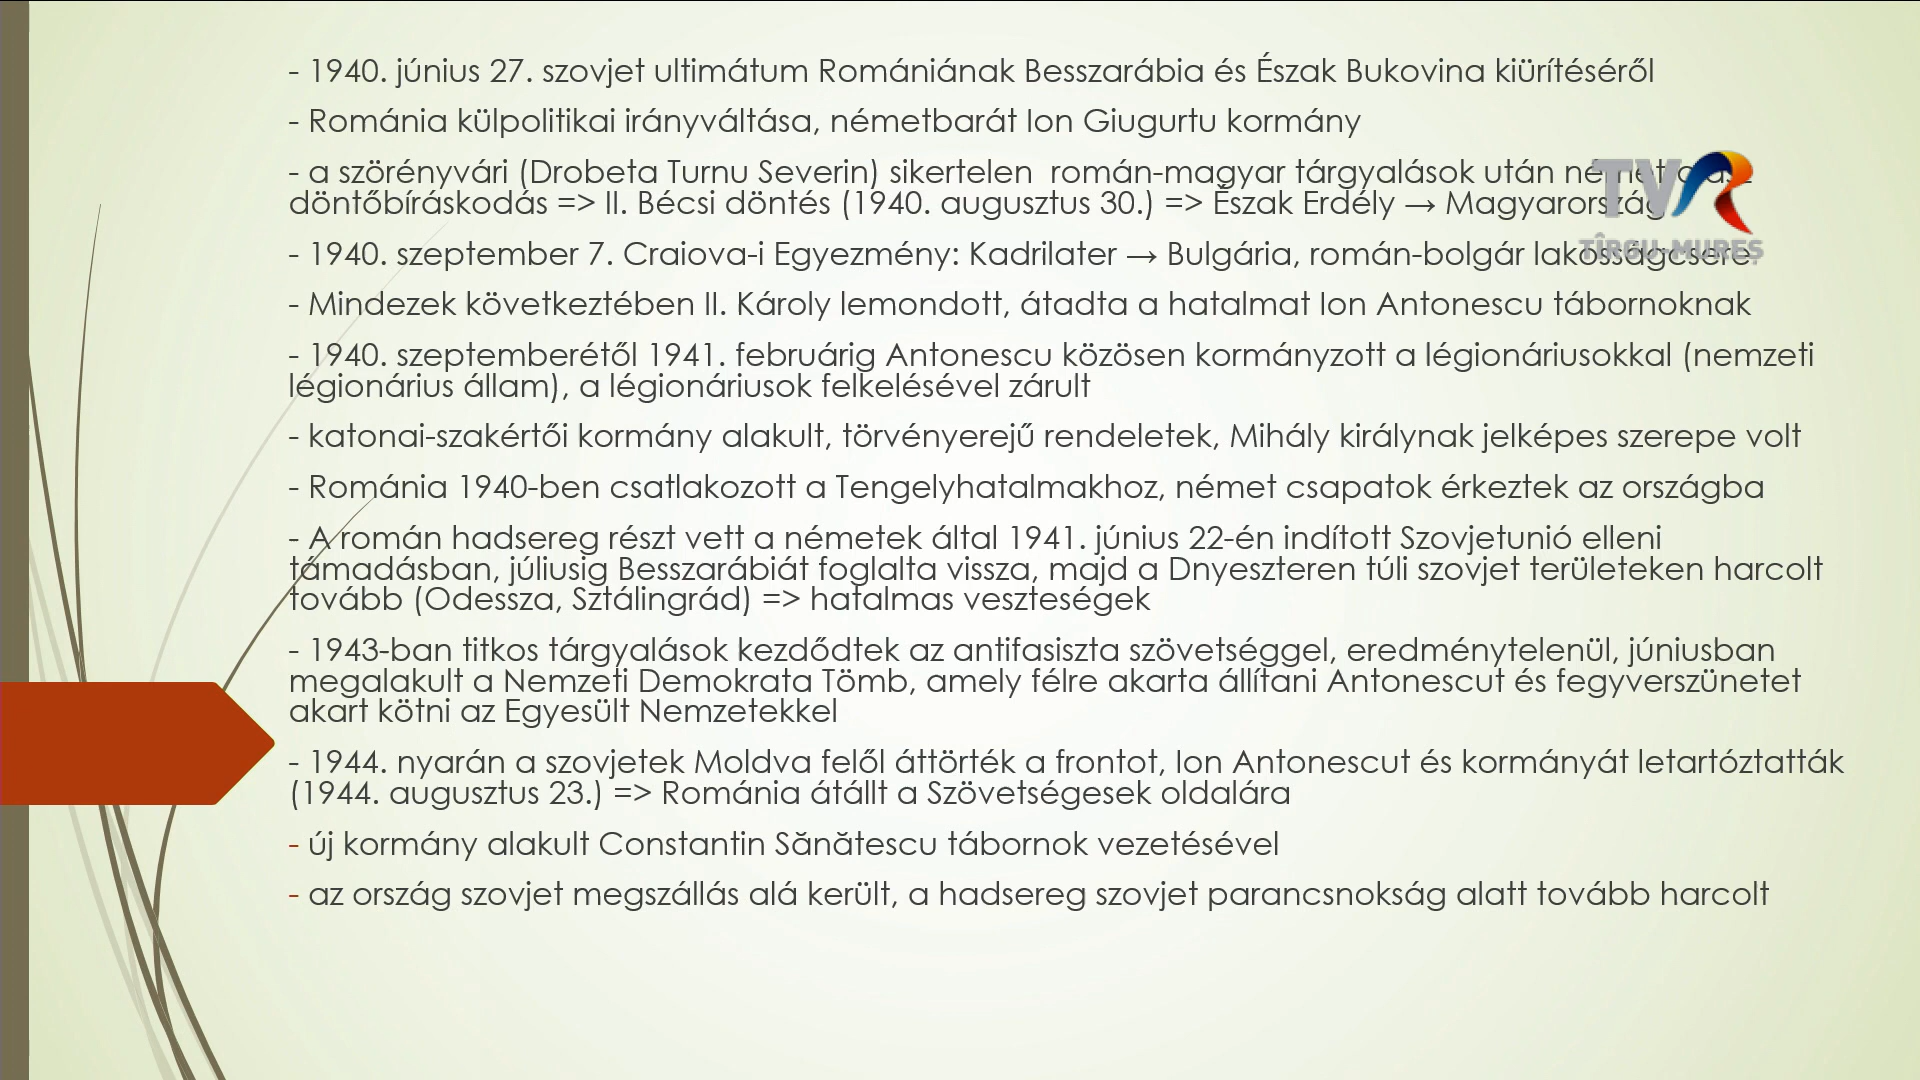 - 1940. június 27. szovjet ultimátum Romániának Besszarábia és Észak Bukovina kiürítéséről
- Románia külpolitikai irányváltása, németbarát Ion Giugurtu kormány
- a szörényvári (Drobeta Turnu Severin) sikertelen román-magyar tárgyalások után német olasz
döntőbíráskodás => II. Bécsi döntés (1940. augusztus 30.) => Észak Erdély → Magyarország
- 1940. szeptember 7. Craiova-i Egyezmény: Kadrilater → Bulgária, román-bolgár lakosságcsere
TVR
TÎRGU-MUREȘ
- Mindezek következtében II. Károly lemondott, átadta a hatalmat Ion Antonescu tábornoknak
- 1940. szeptemberétől 1941. februárig Antonescu közösen kormányzott a légionáriusokkal (nemzeti
légionárius állam), a légionáriusok felkelésével zárult
- katonai-szakértői kormány alakult, törvényerejű rendeletek, Mihály királynak jelképes szerepe volt
- Románia 1940-ben csatlakozott a Tengelyhatalmakhoz, német csapatok érkeztek az országba
- A román hadsereg részt vett a németek által 1941. június 22-én indított Szovjetunió elleni
támadásban, júliusig Besszarábiát foglalta vissza, majd a Dnyeszteren túli szovjet területeken harcolt
tovább (Odessza, Sztálingrád) => hatalmas veszteségek
- 1943-ban titkos tárgyalások kezdődtek az antifasiszta szövetséggel, eredménytelenül, júniusban
megalakult a Nemzeti Demokrata Tömb, amely félre akarta állítani Antonescut és fegyverszünetet
akart kötni az Egyesült Nemzetekkel
- 1944. nyarán a szovjetek Moldva felől áttörték a frontot, Ion Antonescut és kormányát letartóztatták
(1944. augusztus 23.) => Románia átállt a Szövetségesek oldalára
- új kormány alakult Constantin Sănătescu tábornok vezetésével
- az ország szovjet megszállás alá került, a hadsereg szovjet parancsnokság alatt tovább harcolt